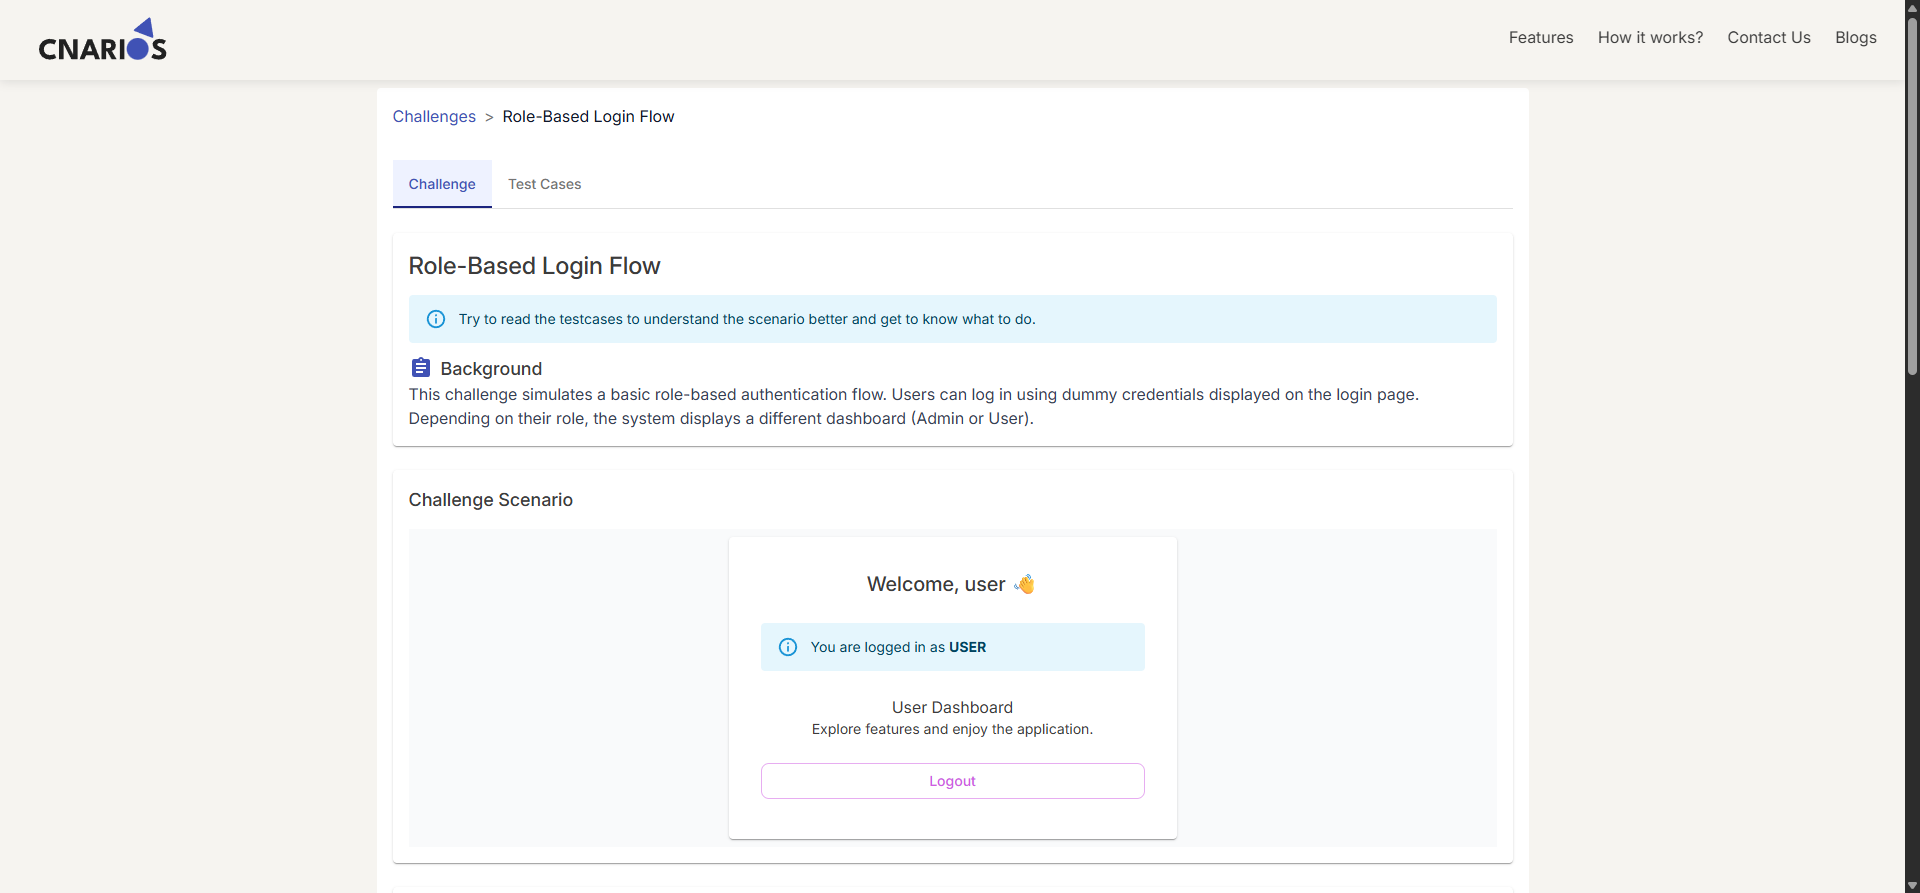 CNARIOS
Features
How it works?
Contact Us
Blogs
Challenges > Role-Based Login Flow
Challenge
Test Cases
Role-Based Login Flow
Try to read the testcases to understand the scenario better and get to know what to do.
Background
This challenge simulates a basic role-based authentication flow. Users can log in using dummy credentials displayed on the login page.
Depending on their role, the system displays a different dashboard (Admin or User).
Challenge Scenario
Welcome, user 👋
You are logged in as USER
User Dashboard
Explore features and enjoy the application.
Logout